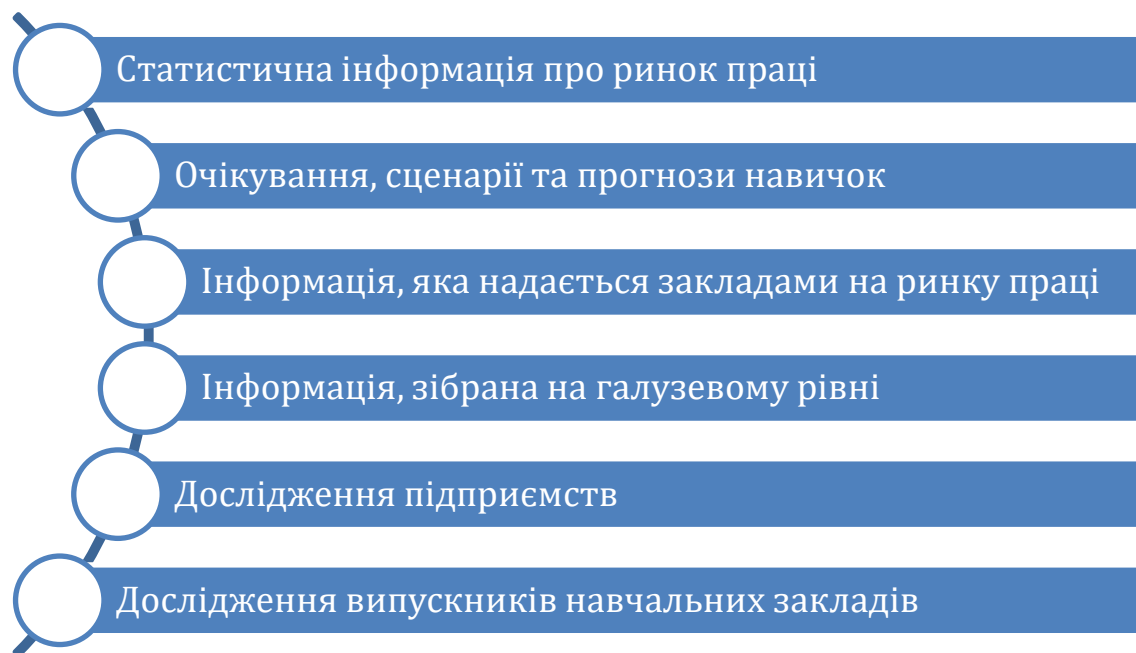 Статистична інформація про ринок праці
Очікування, сценарії та прогнози навичок
Інформація, яка надається закладами на ринку праці
Інформація, зібрана на галузевому рівні
Дослідження підприємств
Дослідження випускників навчальних закладів